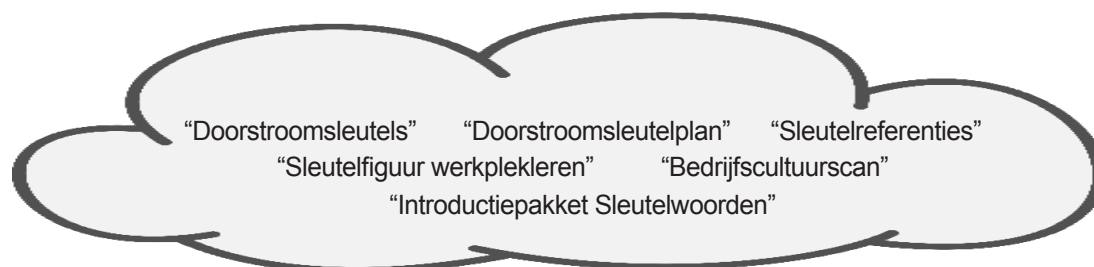 “Doorstroomsleutels” “Doorstroomsleutelplan” “Sleutelreferenties”
“Sleutelfiguur werkplekleren” “Bedrijfscultuurscan”
“Introductiepakket Sleutelwoorden”